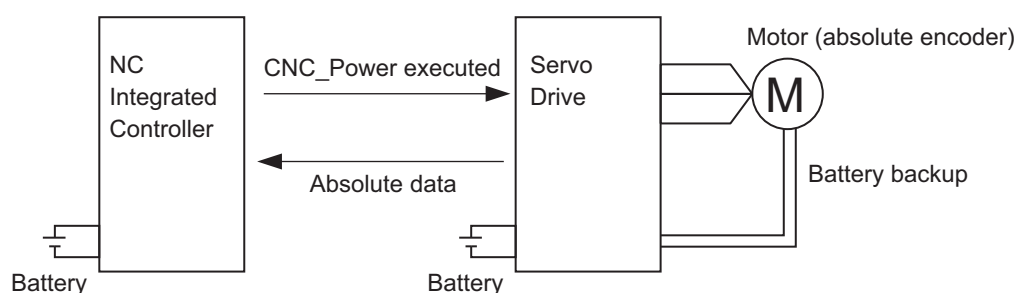 Motor (absolute encoder)
NC
Integrated
Controller
CNC_Power executed
Servo
Drive
M
Absolute data
Battery backup
Battery
Battery